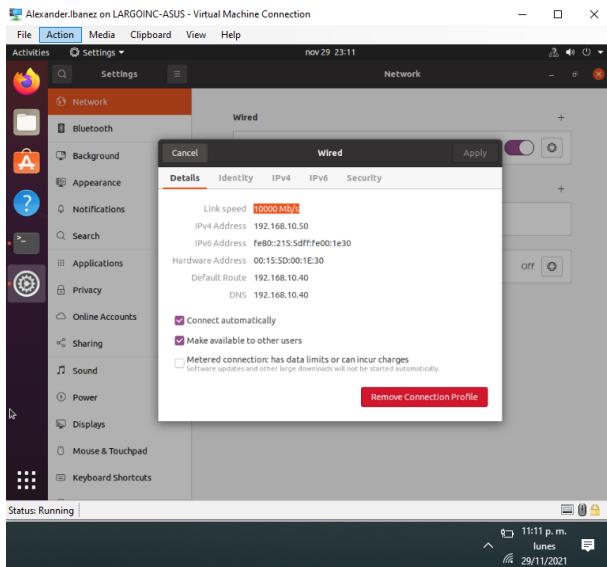 Alexander.Ibanez on LARGOINC-ASUS - Virtual Machine Connection
File Action Media Clipboard View Help
Activities Settings nov 29 23:11
Settings Network
Network
Bluetooth
Background
Appearance
Notifications
Search
Applications
Privacy
Online Accounts
Sharing
Sound
Power
Displays
Mouse & Touchpad
Keyboard Shortcuts
Wired
+
+
Off
Cancel Wired Apply
Details Identity IPv4 IPv6 Security
Link speed 10000 Mb/s
IPv4 Address 192.168.10.50
IPv6 Address fe80::215:5dff:fe00:1e30
Hardware Address 00:15:5D:00:1E:30
Default Route 192.168.10.40
DNS 192.168.10.40
Connect automatically
Make available to other users
Metered connection: has data limits or can incur charges
Software updates and other large downloads will not be started automatically.
Remove Connection Profile
Status: Running
11:11 p. m.
lunes
29/11/2021